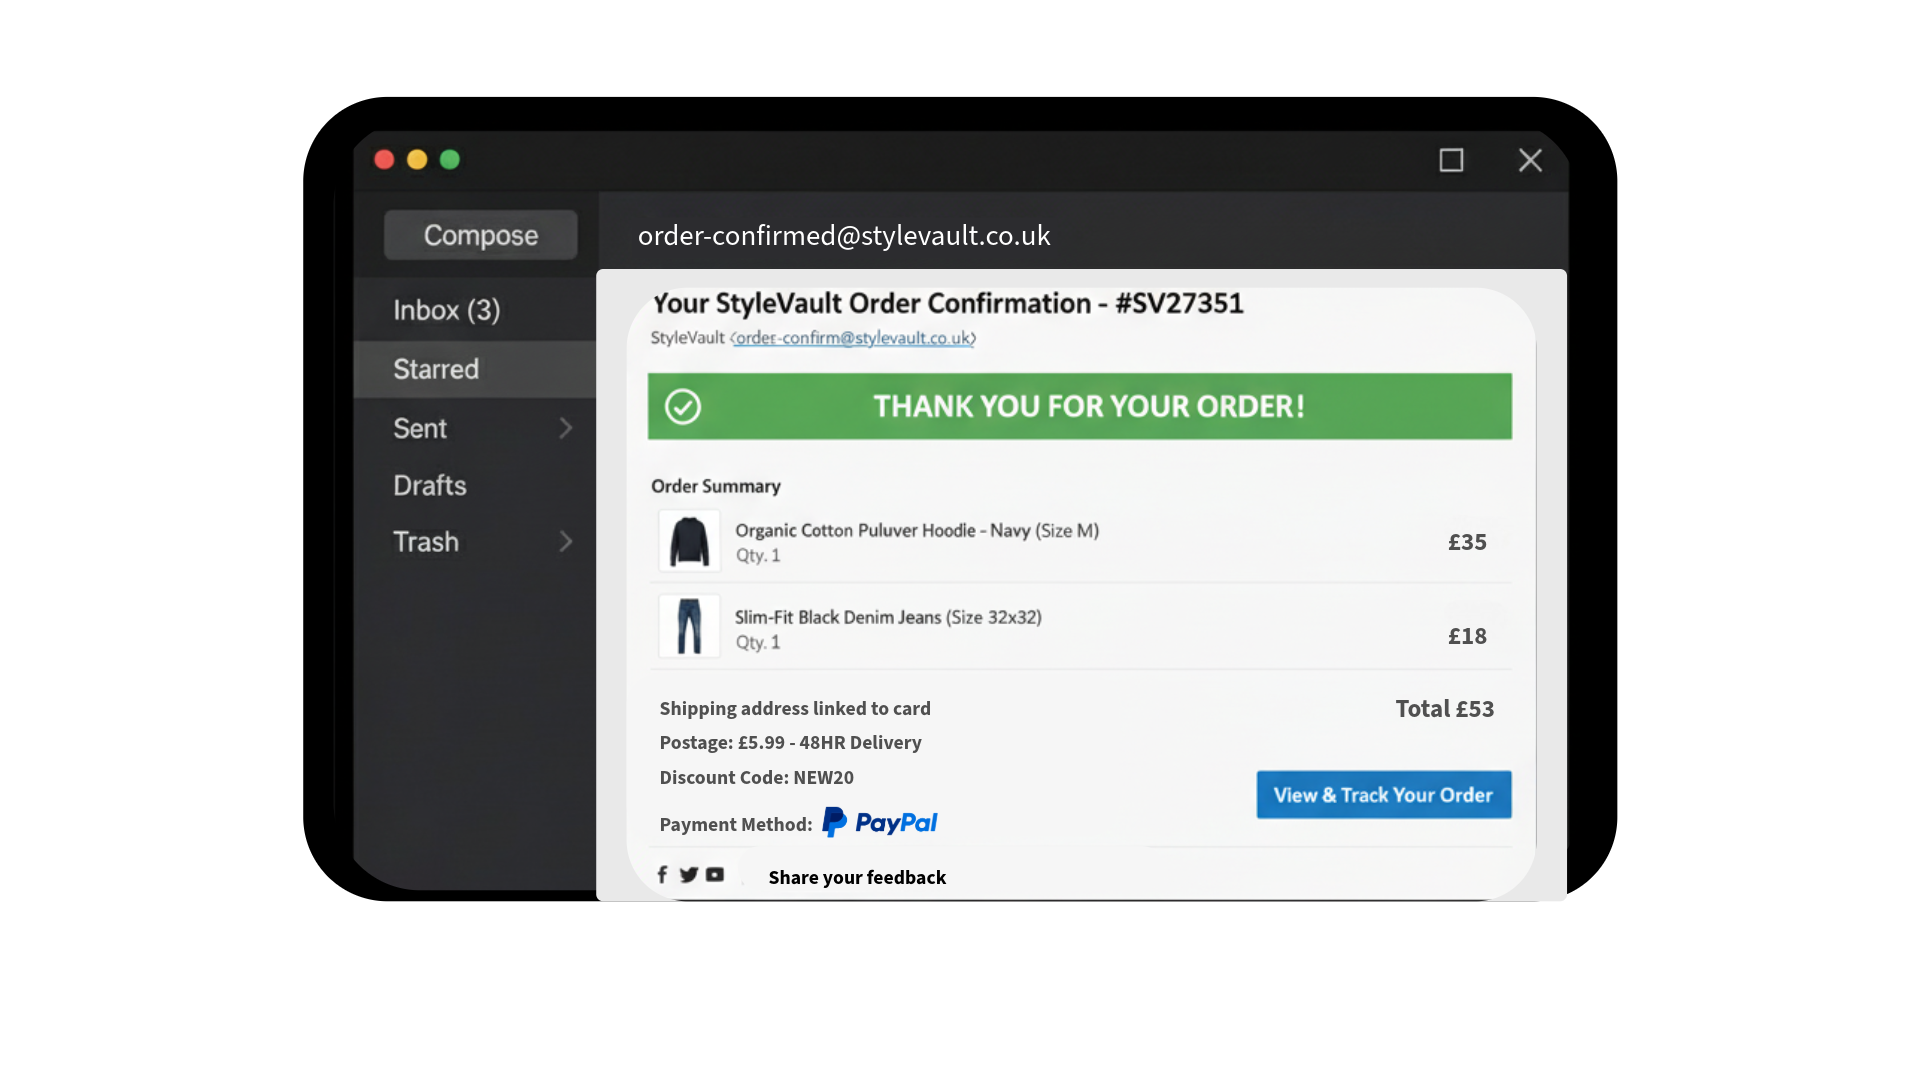 Compose
order-confirmed@stylevault.co.uk
Inbox (3)
Starred
Sent
Drafts
Trash
Your StyleVault Order Confirmation - #SV27351
StyleVault <order-confirm@stylevault.co.uk>
THANK YOU FOR YOUR ORDER!
Order Summary
Organic Cotton Puluver Hoodie - Navy (Size M)
Qty. 1
£35
Slim-Fit Black Denim Jeans (Size 32x32)
Qty. 1
£18
Shipping address linked to card
Total £53
Postage: £5.99 - 48HR Delivery
Discount Code: NEW20
View & Track Your Order
Payment Method: PayPal
Share your feedback